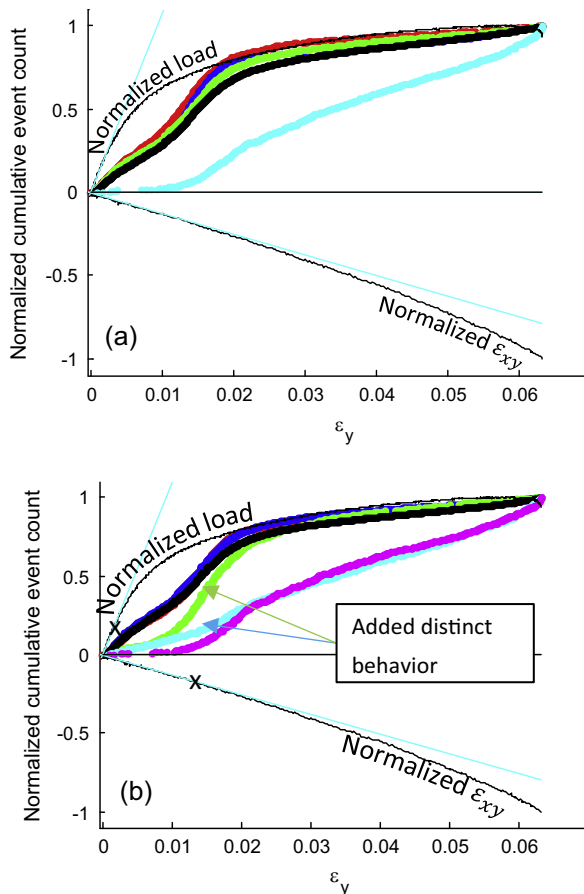 1
0.5
0
-0.5
-1
Normalized cumulative event count
Normalized load
Normalized ε_xy
(a)
0
0.01
0.02
0.03
0.04
0.05
0.06
ε_y
1
0.5
0
-0.5
-1
Normalized cumulative event count
Normalized load
x
Added distinct
behavior
x
Normalized ε_xy
(b)
0
0.01
0.02
0.03
0.04
0.05
0.06
ε_y